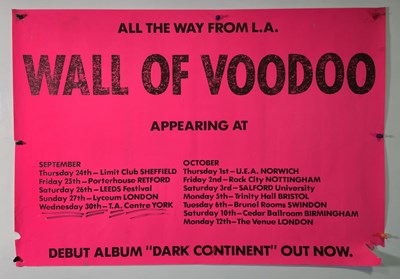 ALL THE WAY FROM L.A.
WALL OF VOODOO
APPEARING AT
SEPTEMBER
Thursday 24th—Limit Club SHEFFIELD
Friday 25th—Porterhouse RETFORD
Saturday 26th—LEEDS Festival
Sunday 27th—Lyceum LONDON
Wednesday 30th—T.A. Centre YORK
OCTOBER
Thursday 1st—U.E.A. NORWICH
Friday 2nd—Rock City NOTTINGHAM
Saturday 3rd—SALFORD University
Monday 5th—Trinity Hall BRISTOL
Tuesday 6th—Brunel Rooms SWINDON
Saturday 10th—Cedar Ballroom BIRMINGHAM
Monday 12th—The Venue LONDON
DEBUT ALBUM "DARK CONTINENT" OUT NOW.